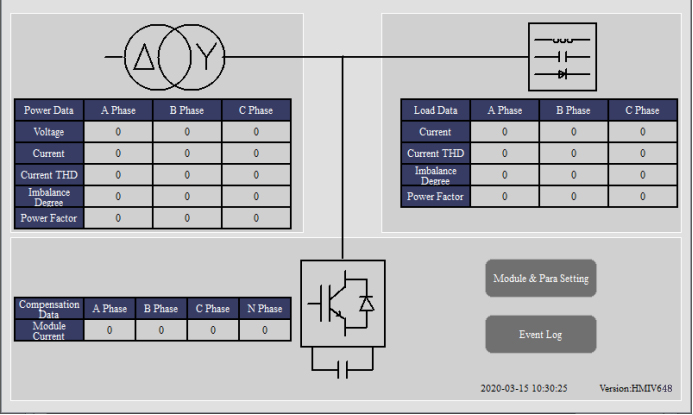 Power Data A Phase B Phase C Phase
Voltage 0 0 0
Current 0 0 0
Current THD 0 0 0
Imbalance
Degree 0 0 0
Power Factor 0 0 0
Load Data A Phase B Phase C Phase
Current 0 0 0
Current THD 0 0 0
Imbalance
Degree 0 0 0
Power Factor 0 0 0
Compensation
Data A Phase B Phase C Phase N Phase
Module
Current 0 0 0 0
Module & Para Setting
Event Log
2020-03-15 10:30:25 Version:HMIV648
Δ Y